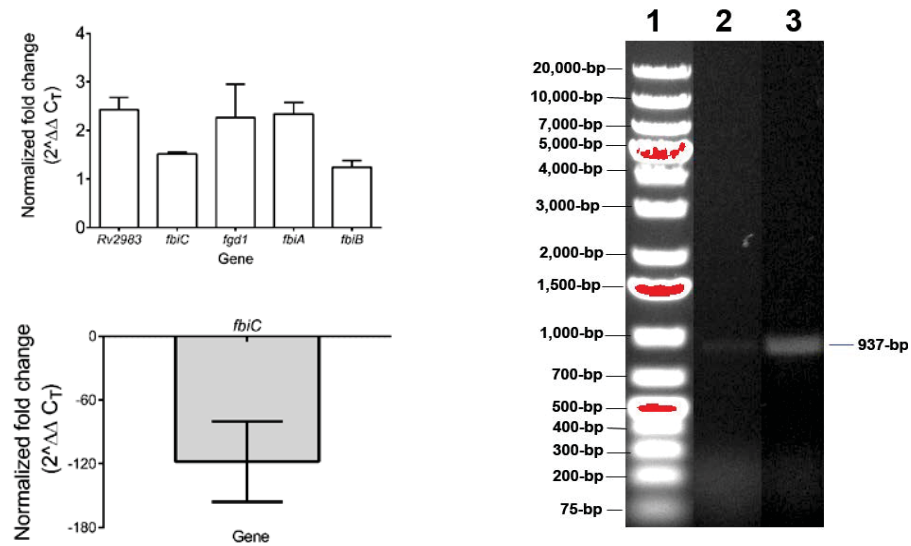 Normalized fold change
(2^ΔΔ CT)
4
3
2
1
0
Rv2983 fbiC fgd1 fbiA fbiB
Gene
fbiC
Normalized fold change
(2^ΔΔ CT)
0
-60
-120
-180
Gene
1 2 3
20,000-bp
10,000-bp
7,000-bp
5,000-bp
4,000-bp
3,000-bp
2,000-bp
1,500-bp
1,000-bp
937-bp
700-bp
500-bp
400-bp
300-bp
200-bp
75-bp